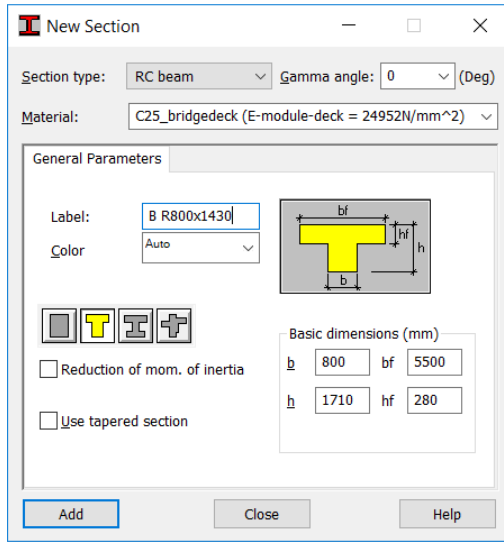 New Section
Section type: RC beam Gamma angle: 0 (Deg)
Material: C25_bridgedeck (E-module-deck = 24952N/mm^2)
General Parameters
Label: B R800x1430
Color Auto
bf
hf
h
b
Basic dimensions (mm)
Reduction of mom. of inertia
b 800 bf 5500
Use tapered section
h 1710 hf 280
Add Close Help